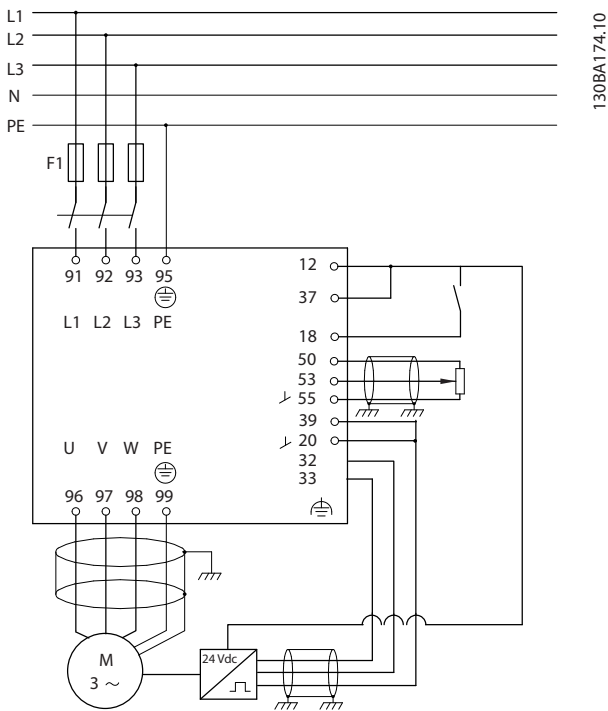 L1
L2
L3
N
PE
130BA174.10
F1
91 92 93 95
L1 L2 L3 PE
12
37
18
50
53
55
39
20
32
33
U V W PE
96 97 98 99
M
3 ~
24 Vdc